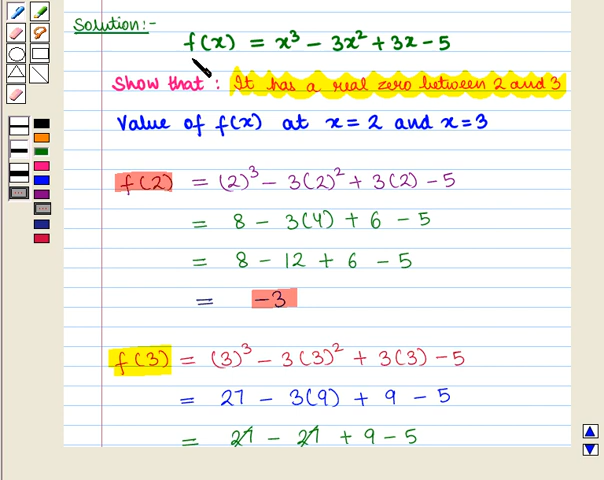 Solution:-
f(x) = x³ - 3x² + 3x - 5
Show that: It has a real zero between 2 and 3
Value of f(x) at x=2 and x=3
f(2) = (2)³ - 3(2)² + 3(2) - 5
= 8 - 3(4) + 6 - 5
= 8 - 12 + 6 - 5
= -3
f(3) = (3)³ - 3(3)² + 3(3) - 5
= 27 - 3(9) + 9 - 5
= 27 - 27 + 9 - 5